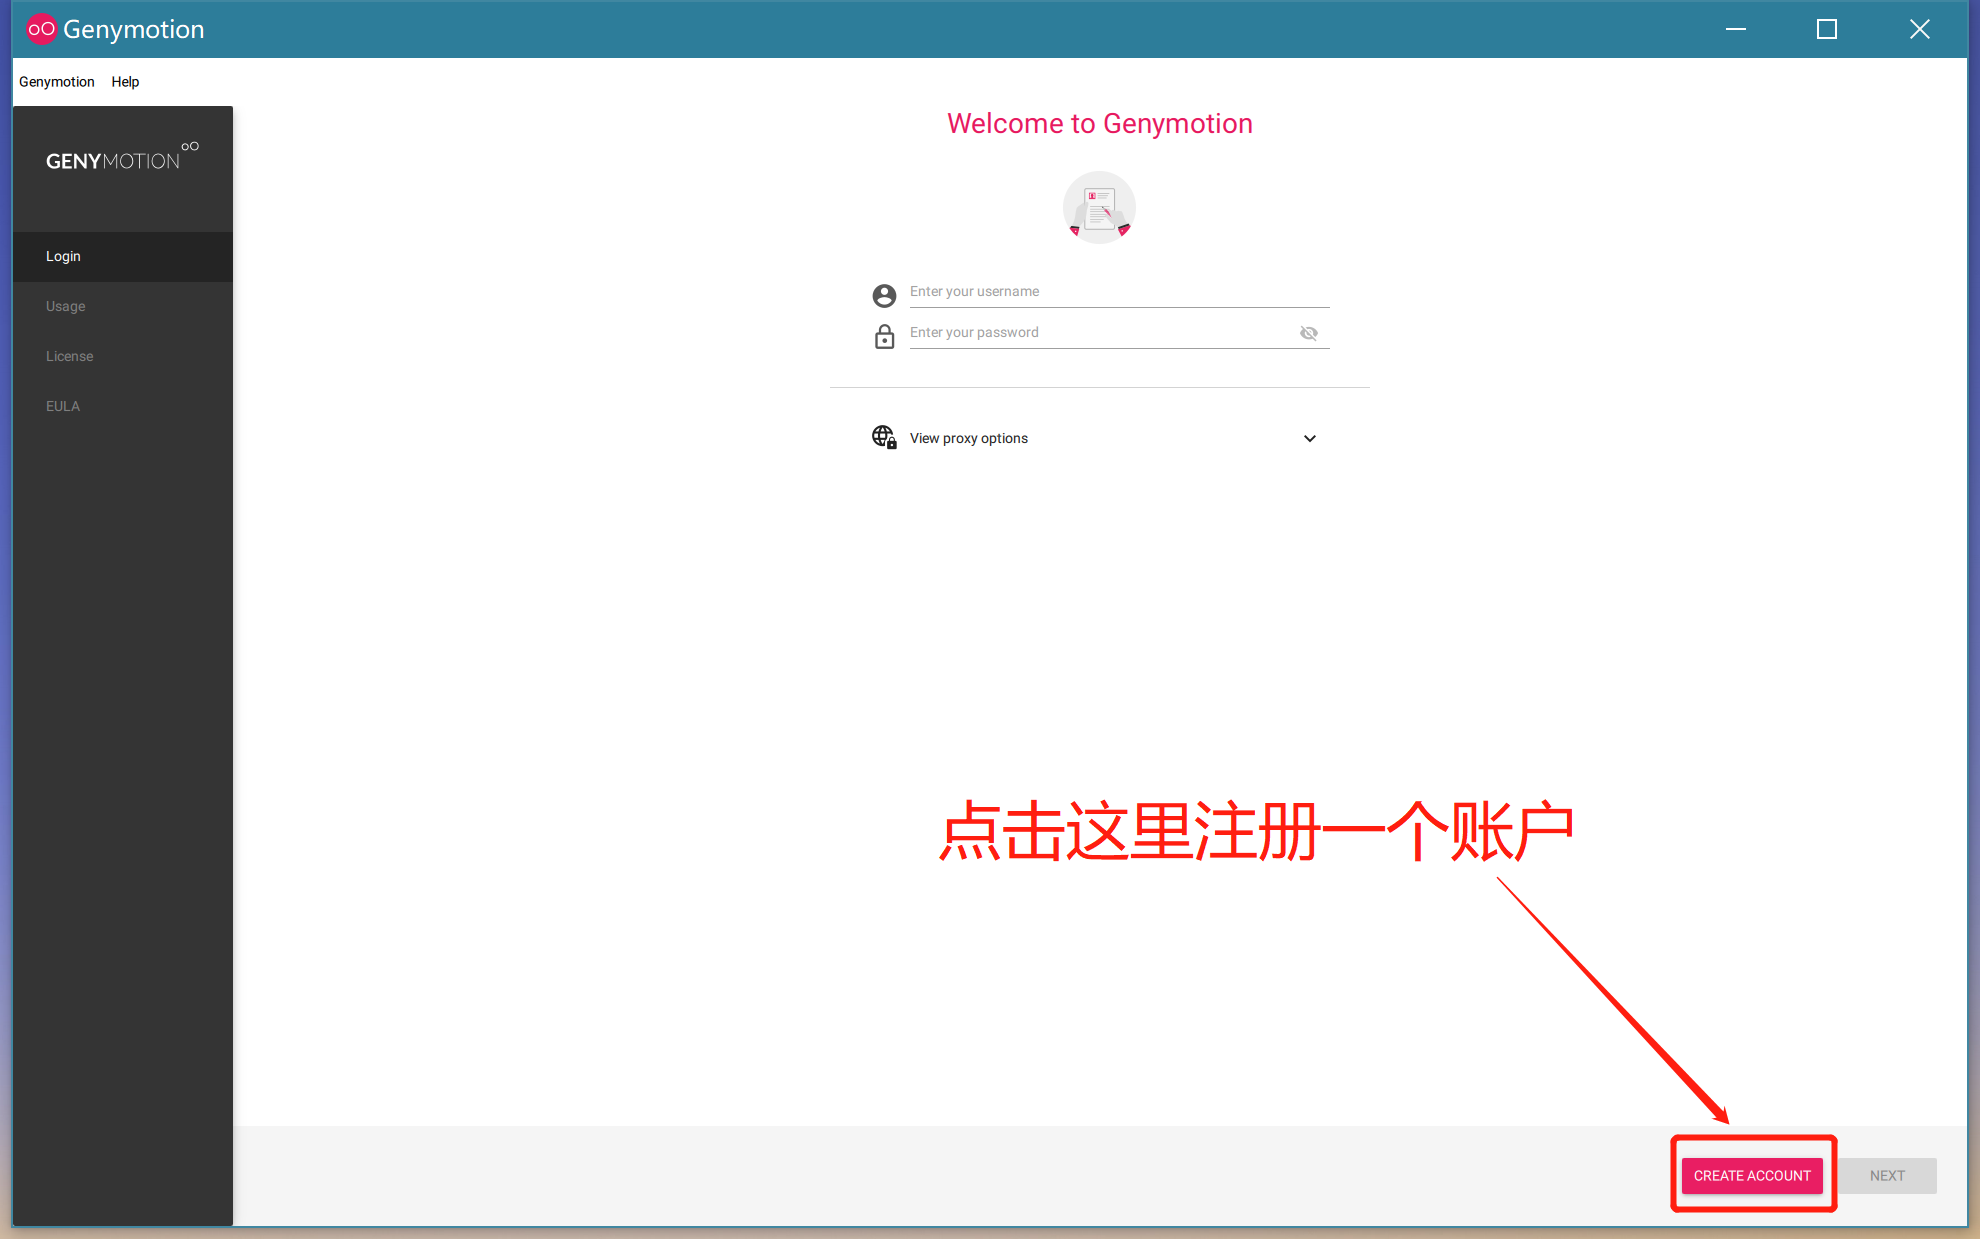 Genymotion
Genymotion Help
GENYMOTION
Login
Usage
License
EULA
Welcome to Genymotion
Enter your username
Enter your password
View proxy options
点击这里注册一个账户
CREATE ACCOUNT
NEXT